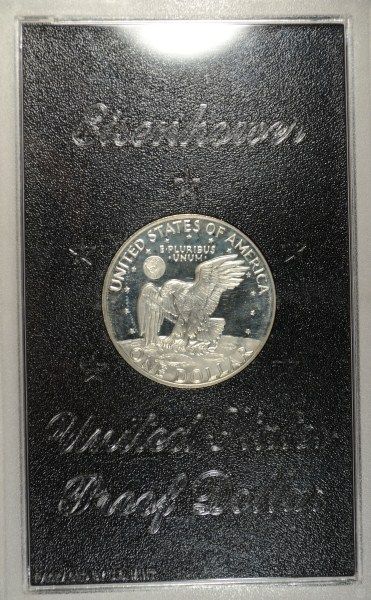 Eisenhower
UNITED STATES OF AMERICA
E·PLURIBUS
·UNUM·
ONE DOLLAR
United States
Proof Dollar